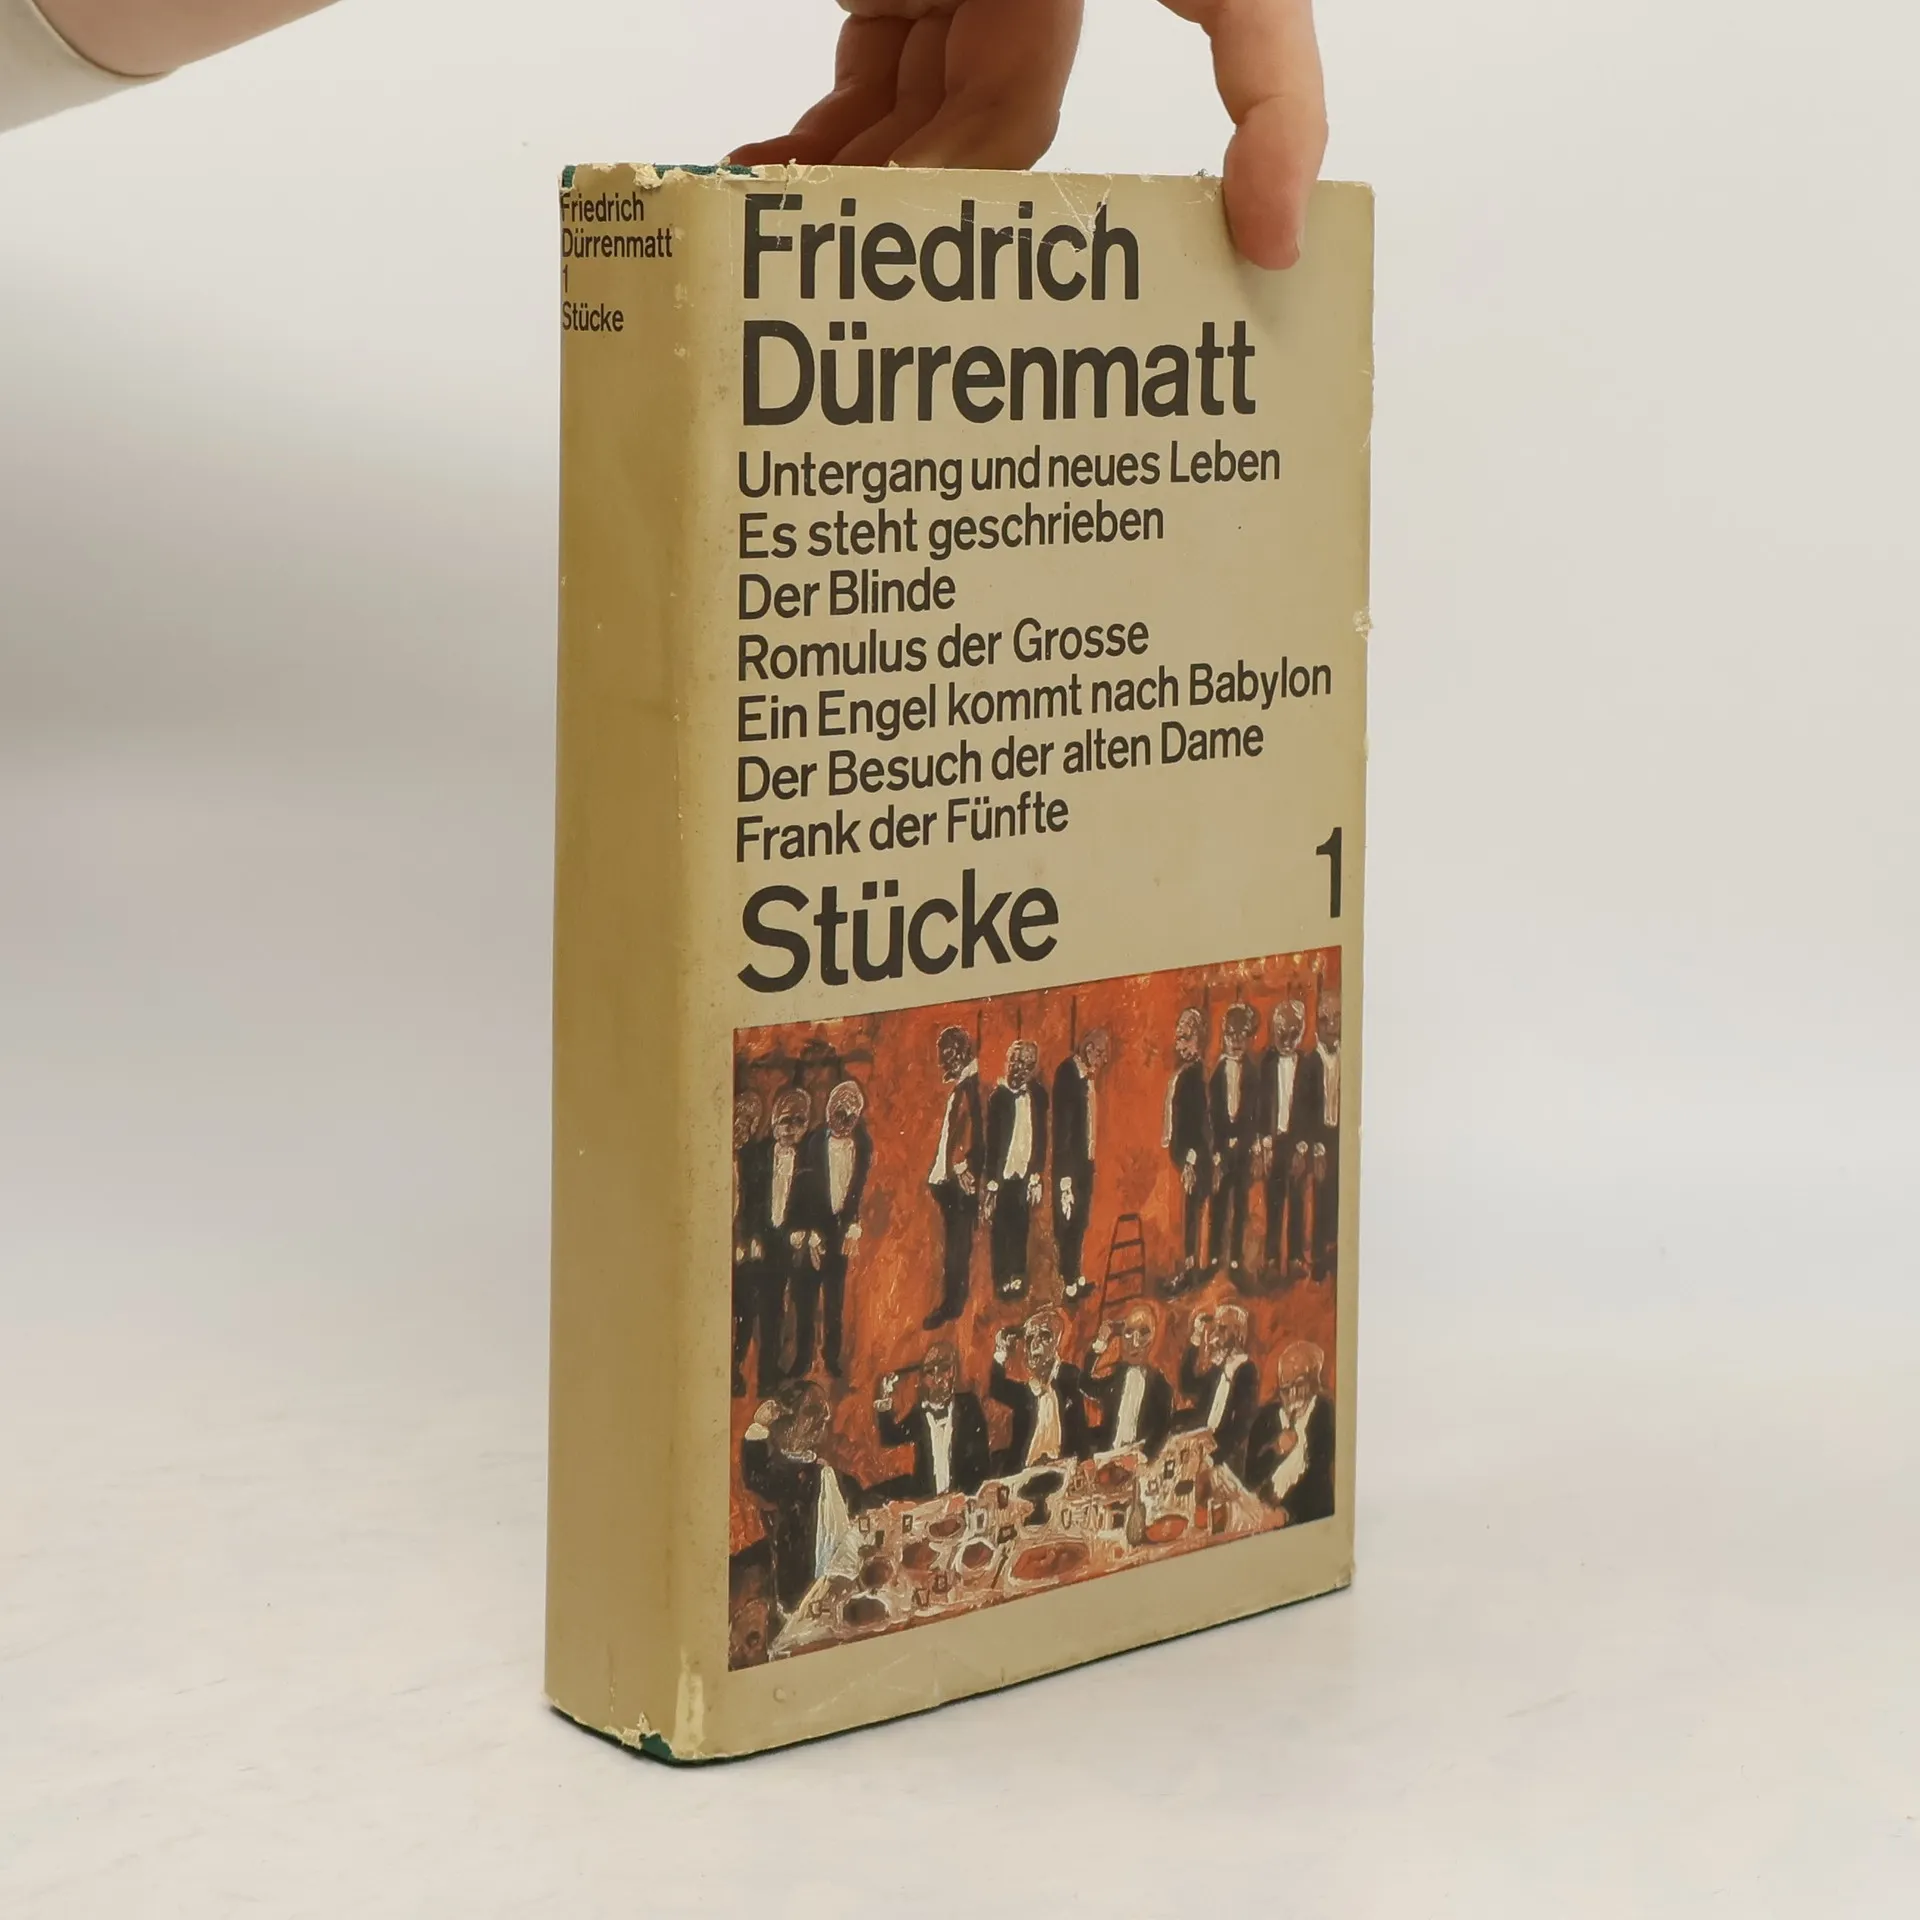 Friedrich
Dürrenmatt
1
Stücke
Friedrich
Dürrenmatt
Untergang und neues Leben
Es steht geschrieben
Der Blinde
Romulus der Grosse
Ein Engel kommt nach Babylon
Der Besuch der alten Dame
Frank der Fünfte
Stücke 1